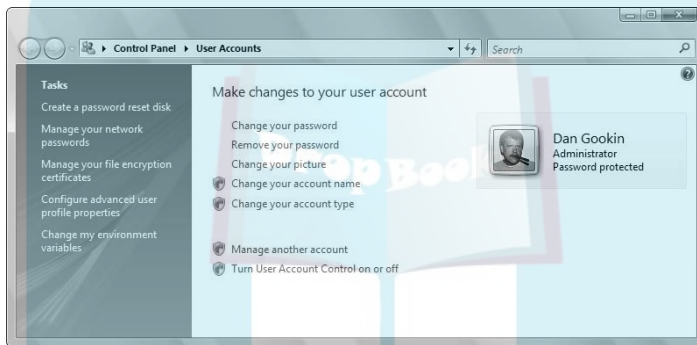 Control Panel ▸ User Accounts
Search
Tasks
Create a password reset disk
Manage your network
passwords
Manage your file encryption
certificates
Configure advanced user
profile properties
Change my environment
variables
Make changes to your user account
Change your password
Remove your password
Change your picture
Change your account name
Change your account type
Manage another account
Turn User Account Control on or off
Dan Gookin
Administrator
Password protected